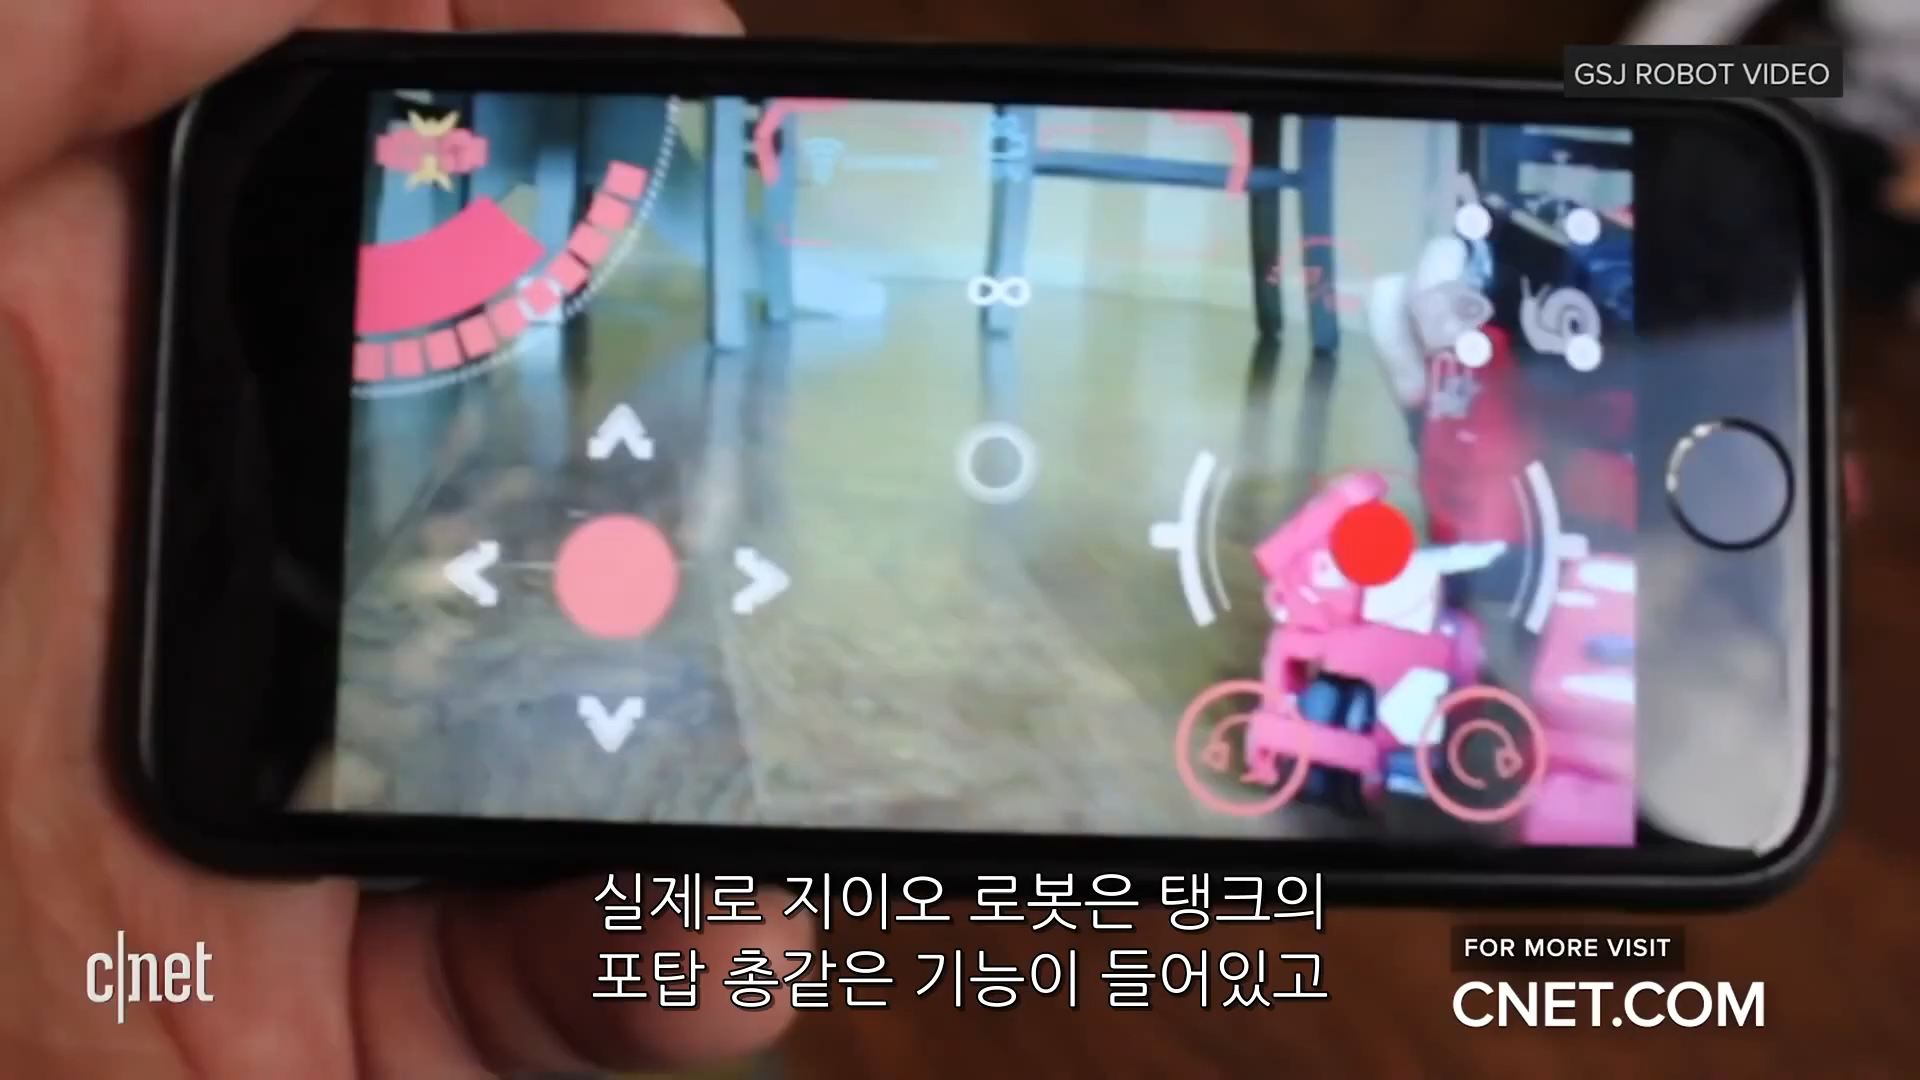 GSJ ROBOT VIDEO
실제로 지이오 로봇은 탱크의
포탑 총같은 기능이 들어있고
c|net
FOR MORE VISIT
CNET.COM